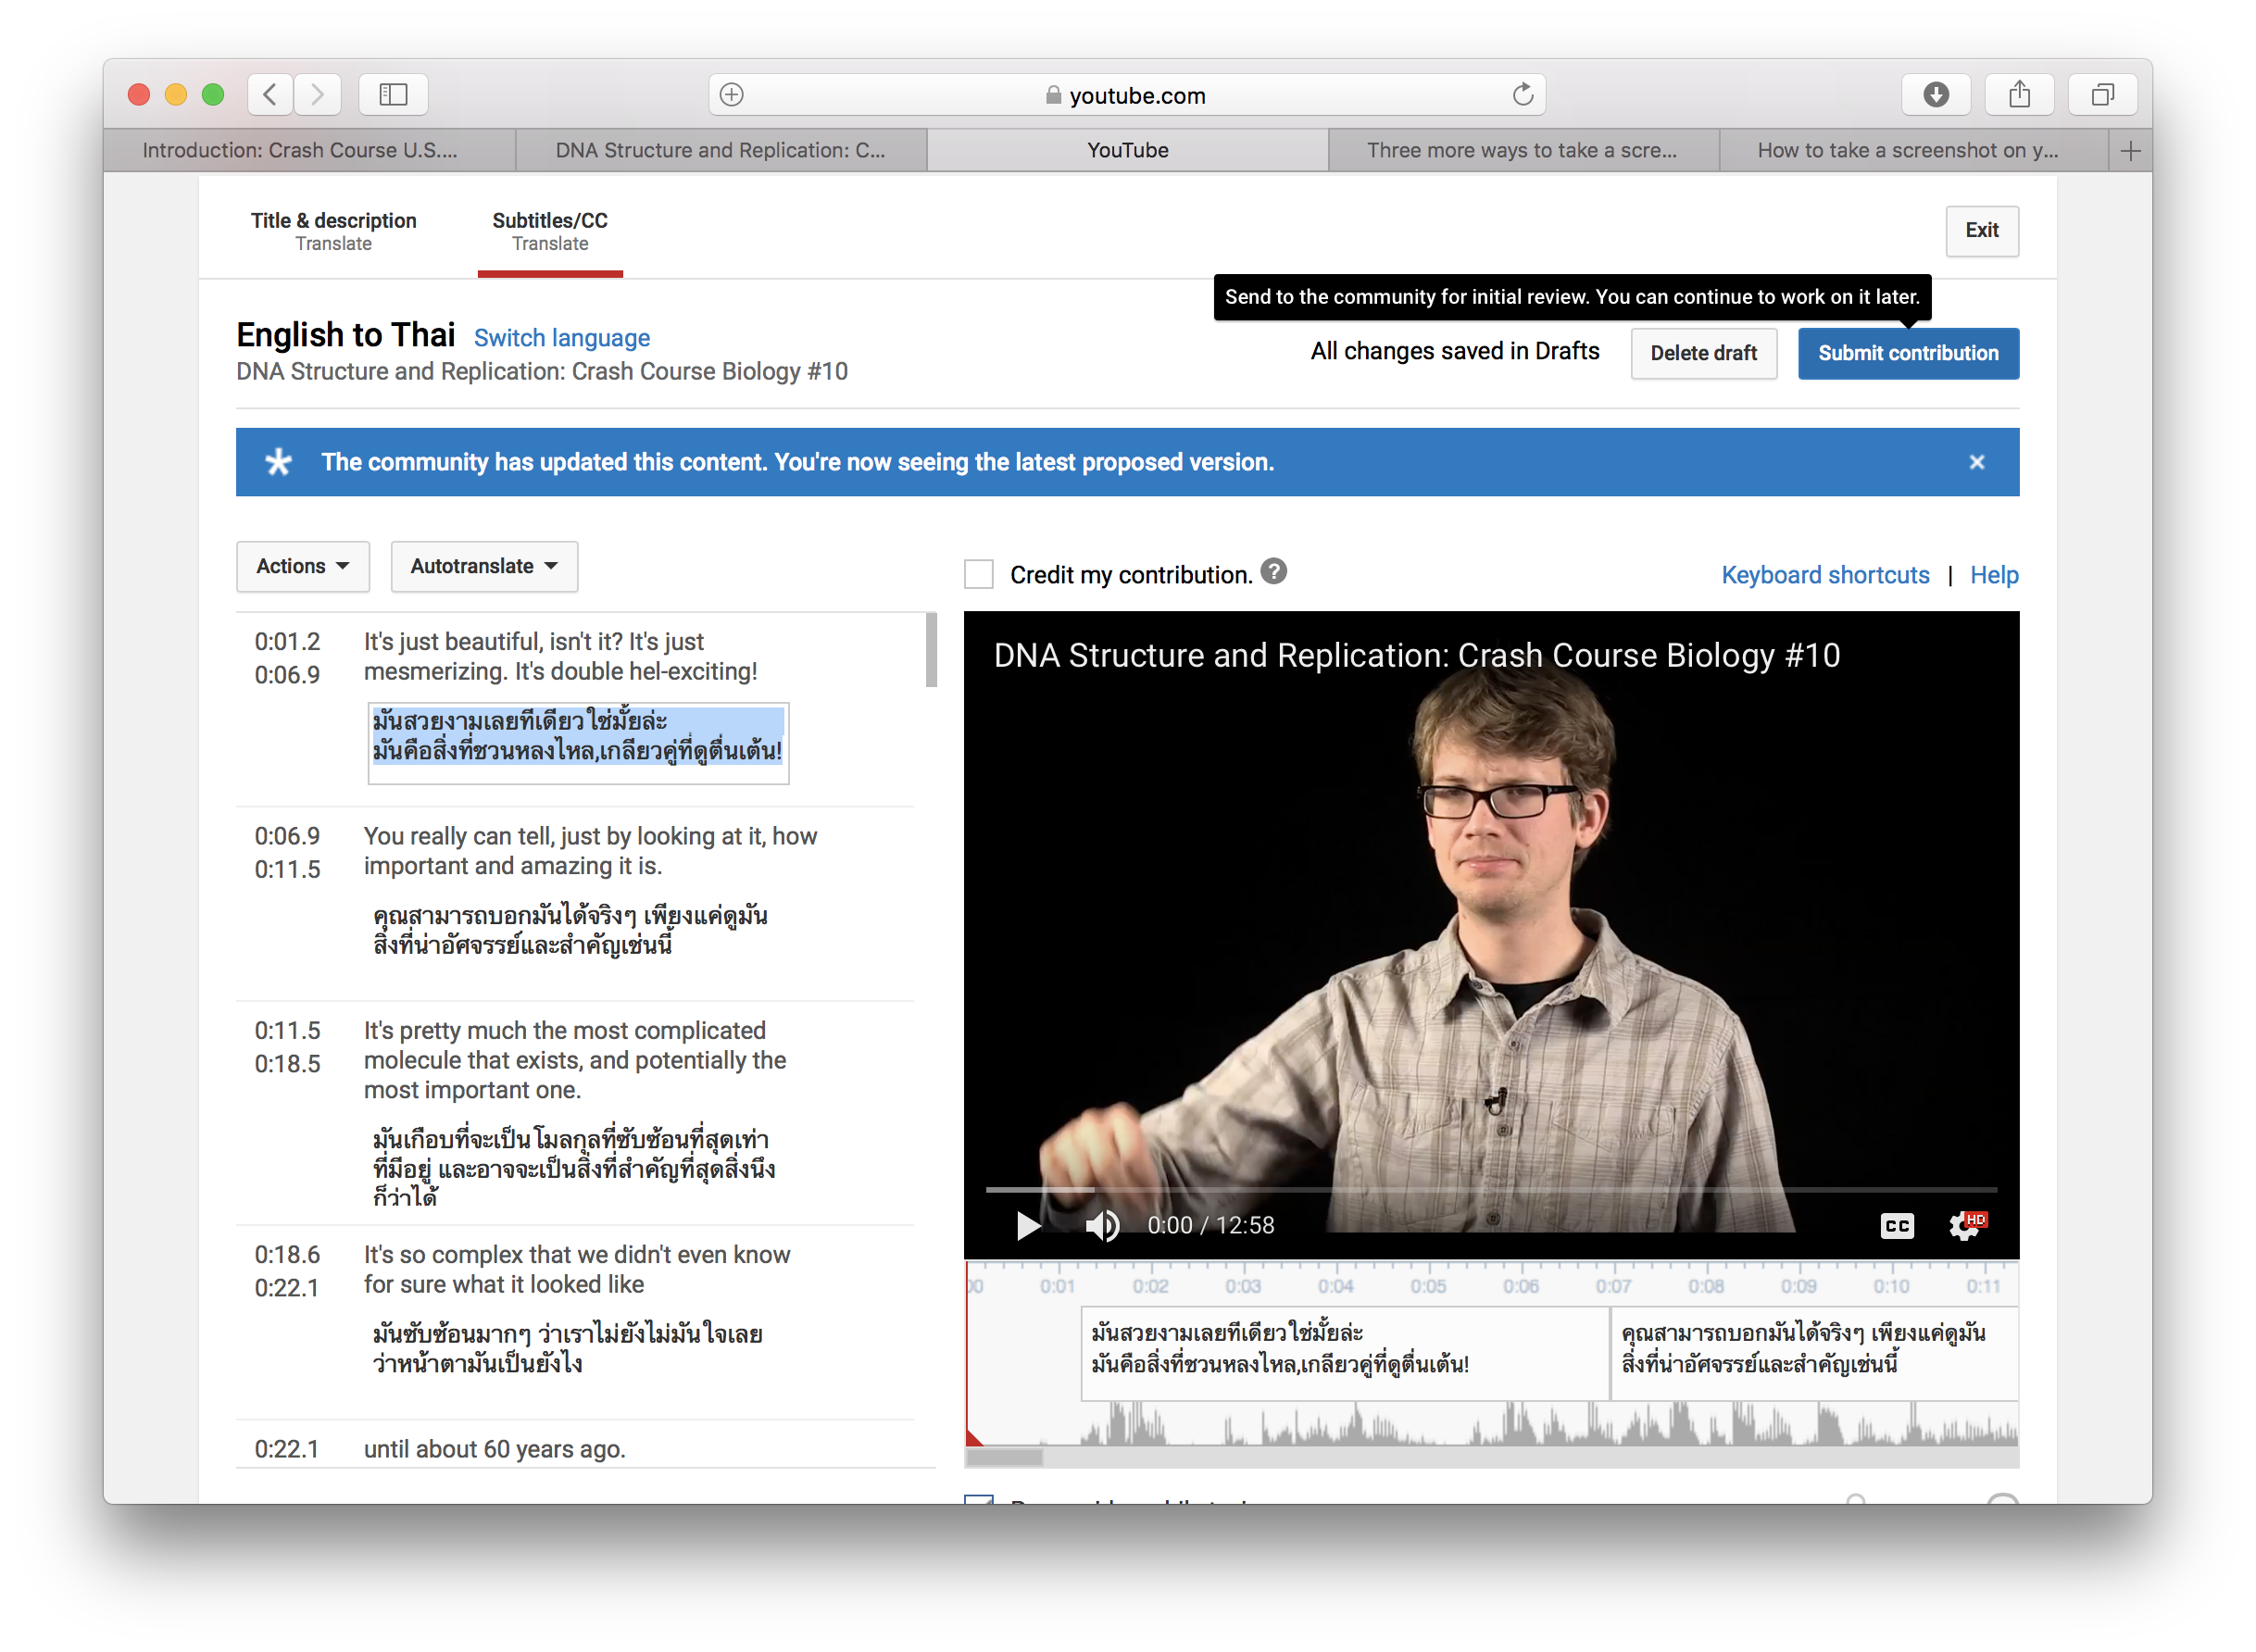 youtube.com
Introduction: Crash Course U.S....
DNA Structure and Replication: C...
YouTube
Three more ways to take a scre...
How to take a screenshot on y...
Title & description
Translate
Subtitles/CC
Translate
Exit
Send to the community for initial review. You can continue to work on it later.
English to Thai Switch language
All changes saved in Drafts
Delete draft
Submit contribution
DNA Structure and Replication: Crash Course Biology #10
The community has updated this content. You're now seeing the latest proposed version.
Actions
Autotranslate
Credit my contribution.
Keyboard shortcuts | Help
0:01.2
0:06.9
It's just beautiful, isn't it? It's just
mesmerizing. It's double hel-exciting!
มันสวยงามเลยทีเดียว ใช่มั้ยล่ะ
มันคือสิ่งที่ชวนหลงไหล,เกลียวคู่ที่ดูตื่นเต้น!
0:06.9
0:11.5
You really can tell, just by looking at it, how
important and amazing it is.
คุณสามารถบอกมันได้จริงๆ เพียงแค่ดูมัน
สิ่งที่น่าอัศจรรย์และสำคัญเช่นนี้
0:11.5
0:18.5
It's pretty much the most complicated
molecule that exists, and potentially the
most important one.
มันเกือบที่จะเป็น โมลกุลที่ซับซ้อนที่สุดเท่า
ที่มีอยู่ และอาจจะเป็นสิ่งที่สำคัญที่สุดสิ่งนึง
ก็ว่าได้
0:18.6
0:22.1
It's so complex that we didn't even know
for sure what it looked like
มันซับซ้อนมากๆ ว่าเราไม่ยังไม่มันใจเลย
ว่าหน้าตามันเป็นยังไง
0:22.1
until about 60 years ago.
DNA Structure and Replication: Crash Course Biology #10
0:00 / 12:58
CC
HD
0:01 0:02 0:03 0:04 0:05 0:06 0:07 0:08 0:09 0:10 0:11
มันสวยงามเลยทีเดียว ใช่มั้ยล่ะ
มันคือสิ่งที่ชวนหลงไหล,เกลียวคู่ที่ดูตื่นเต้น!
คุณสามารถบอกมันได้จริงๆ เพียงแค่ดูมัน
สิ่งที่น่าอัศจรรย์และสำคัญเช่นนี้